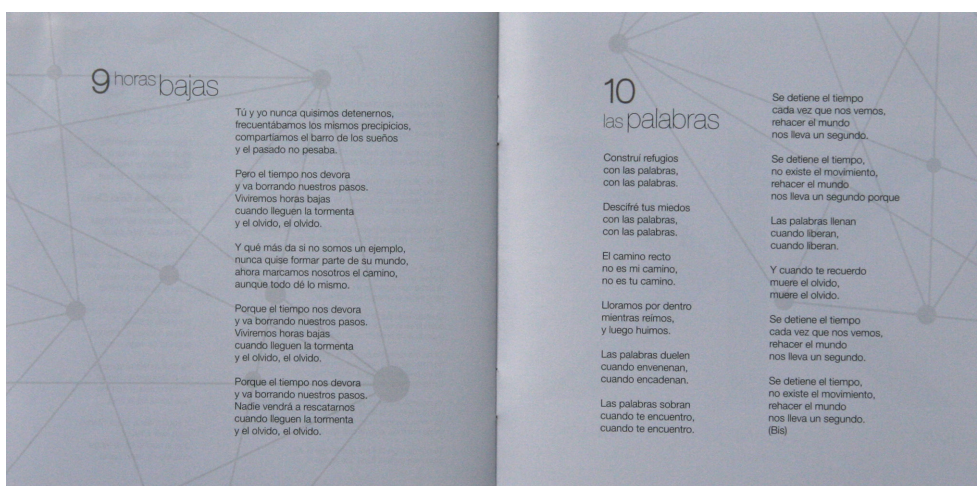 9 horas bajas
Tú y yo nunca quisimos detenernos,
frecuentábamos los mismos precipicios,
compartíamos el barro de los sueños
y el pasado no pesaba.
Pero el tiempo nos devora
y va borrando nuestros pasos.
Viviremos horas bajas
cuando lleguen la tormenta
y el olvido, el olvido.
Y qué más da si no somos un ejemplo,
nunca quise formar parte de su mundo,
ahora marcamos nosotros el camino,
aunque todo dé lo mismo.
Porque el tiempo nos devora
y va borrando nuestros pasos.
Viviremos horas bajas
cuando lleguen la tormenta
y el olvido, el olvido.
Porque el tiempo nos devora
y va borrando nuestros pasos.
Nadie vendrá a rescatarnos
cuando lleguen la tormenta
y el olvido, el olvido.
10
las palabras
Construí refugios
con las palabras,
con las palabras.
Descifré tus miedos
con las palabras,
con las palabras.
El camino recto
no es mi camino,
no es tu camino.
Lloramos por dentro
mientras reímos,
y luego huimos.
Las palabras duelen
cuando envenenan,
cuando encadenan.
Las palabras sobran
cuando te encuentro,
cuando te encuentro.
Se detiene el tiempo
cada vez que nos vemos,
rehacer el mundo
nos lleva un segundo.
Se detiene el tiempo,
no existe el movimiento,
rehacer el mundo
nos lleva un segundo porque
Las palabras llenan
cuando liberan,
cuando liberan.
Y cuando te recuerdo
muere el olvido,
muere el olvido.
Se detiene el tiempo
cada vez que nos vemos,
rehacer el mundo
nos lleva un segundo.
Se detiene el tiempo,
no existe el movimiento,
rehacer el mundo
nos lleva un segundo.
(Bis)